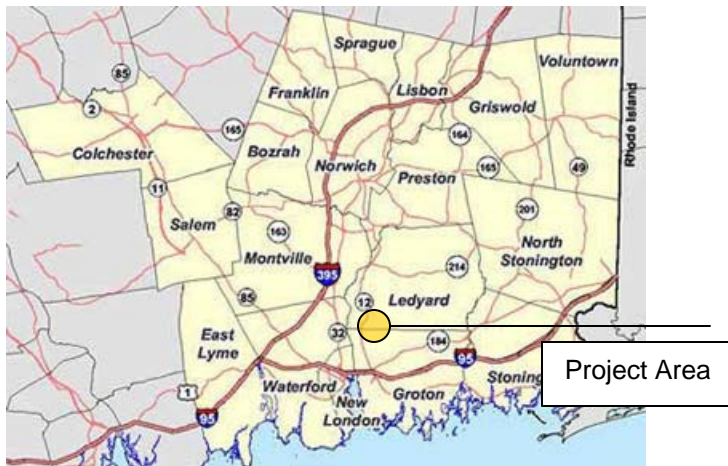 Sprague
Voluntown
85
Franklin
Lisbon
Griswold
2
165
164
Rhode Island
Colchester
Bozrah
Norwich
165
49
Preston
11
Salem
82
163
201
North
Stonington
Montville
214
395
85
12
Ledyard
East
Lyme
32
184
95
Project Area
1
Waterford
Groton
Stoning
New
London
95